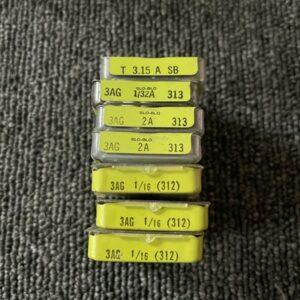 T 3.15 A SB
SLO-BLO
3AG 1/32A 313
SLO-BLO
3AG 2A 313
SLO-BLO
3AG 2A 313
3AG 1/16 (312)
3AG 1/16 (312)
3AG 1/16 (312)